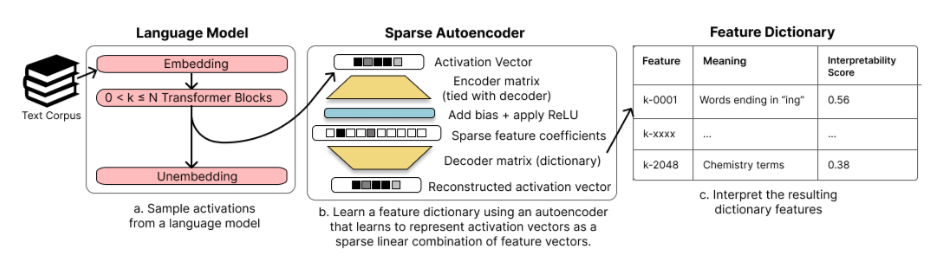 Language Model
Text Corpus
Embedding
0 < k ≤ N Transformer Blocks
Unembedding
a. Sample activations
from a language model
Sparse Autoencoder
Activation Vector
Encoder matrix
(tied with decoder)
Add bias + apply ReLU
Sparse feature coefficients
Decoder matrix (dictionary)
Reconstructed activation vector
b. Learn a feature dictionary using an autoencoder
that learns to represent activation vectors as a
sparse linear combination of feature vectors.
Feature Dictionary
Feature Meaning Interpretability
Score
k-0001 Words ending in “ing” 0.56
k-xxxx ... ...
k-2048 Chemistry terms 0.38
c. Interpret the resulting
dictionary features